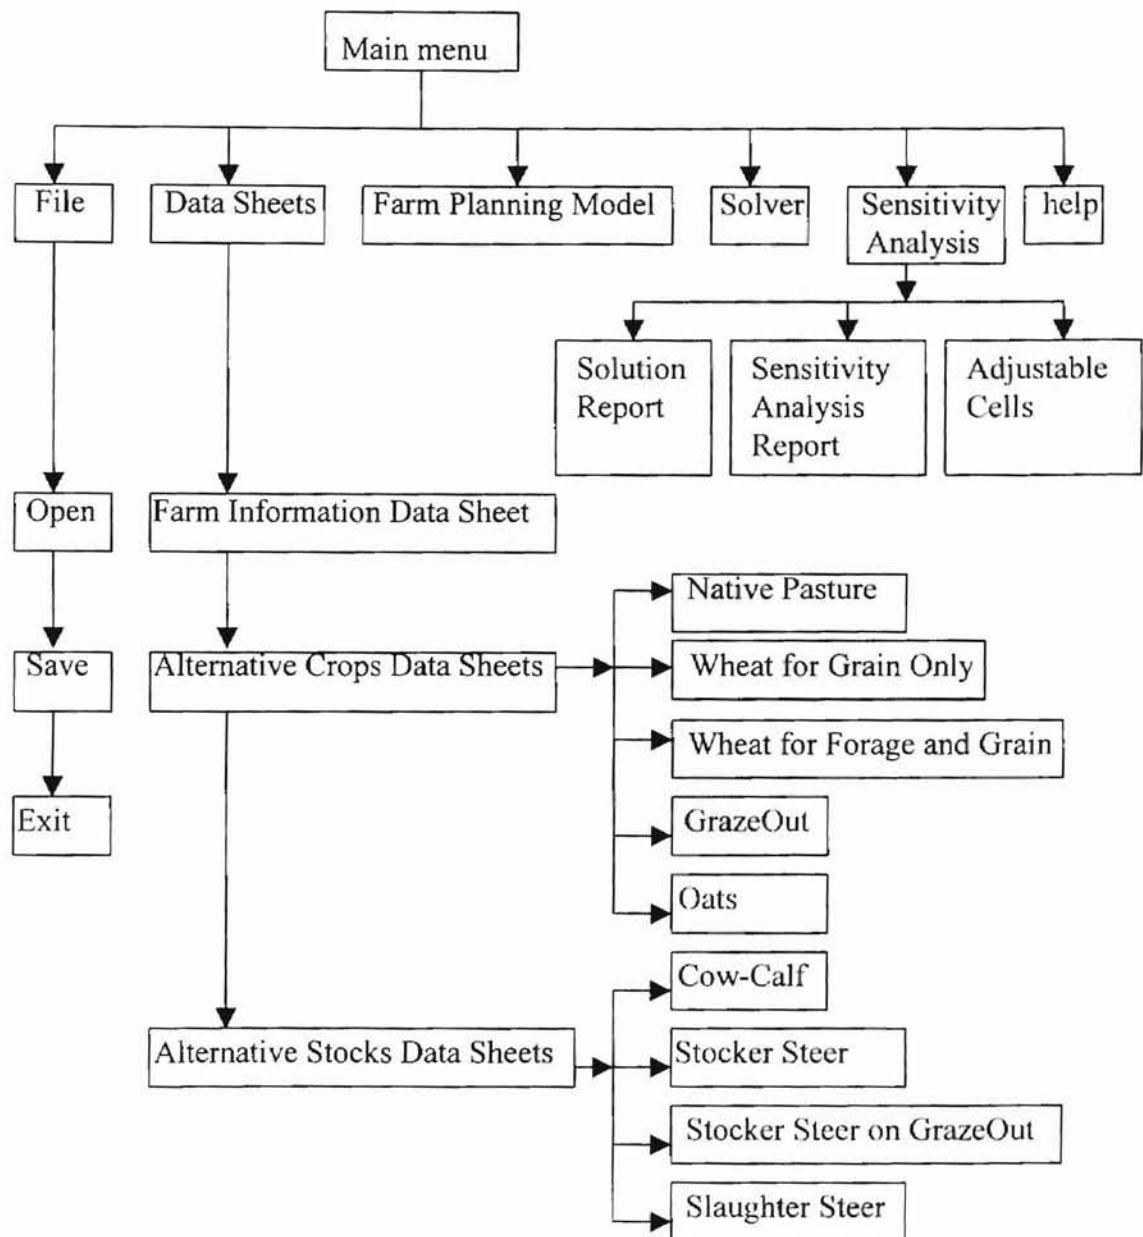 Main menu
File
Data Sheets
Farm Planning Model
Solver
Sensitivity
Analysis
help
Solution
Report
Sensitivity
Analysis
Report
Adjustable
Cells
Open
Farm Information Data Sheet
Native Pasture
Save
Alternative Crops Data Sheets
Wheat for Grain Only
Wheat for Forage and Grain
Exit
GrazeOut
Oats
Cow-Calf
Alternative Stocks Data Sheets
Stocker Steer
Stocker Steer on GrazeOut
Slaughter Steer